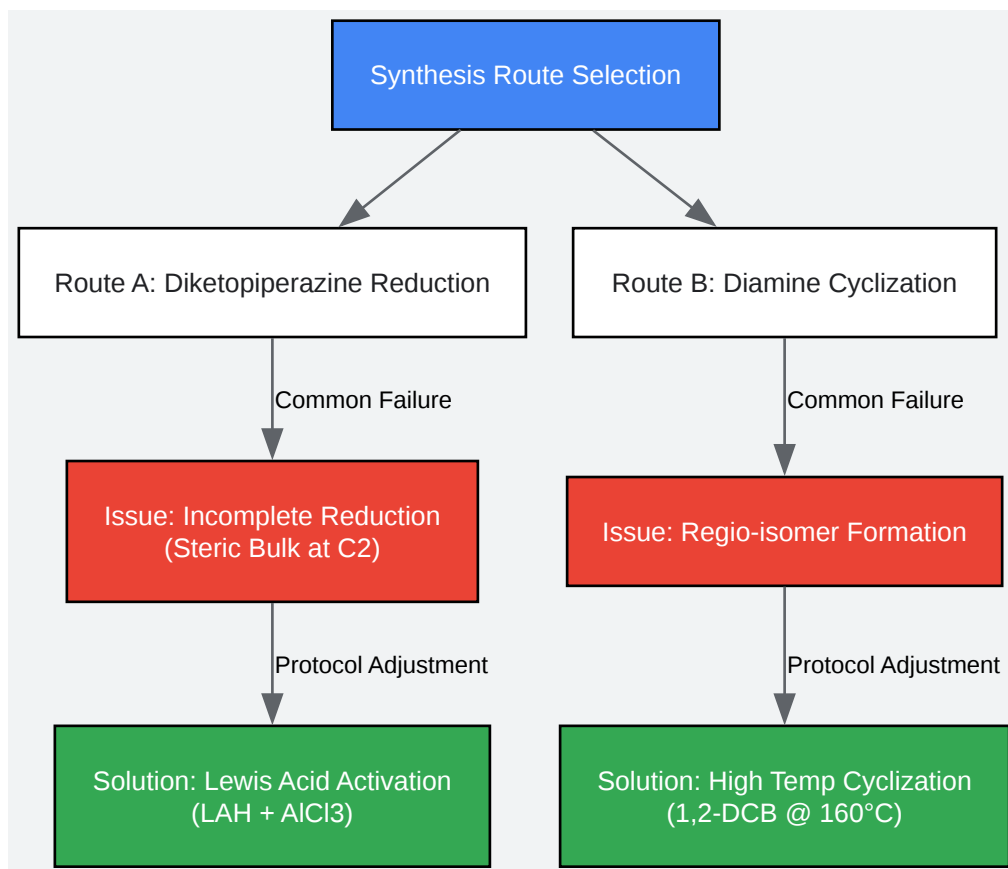 Synthesis Route Selection
Route A: Diketopiperazine Reduction
Route B: Diamine Cyclization
Common Failure
Common Failure
Issue: Incomplete Reduction
(Steric Bulk at C2)
Issue: Regio-isomer Formation
Protocol Adjustment
Protocol Adjustment
Solution: Lewis Acid Activation
(LAH + AlCl3)
Solution: High Temp Cyclization
(1,2-DCB @ 160°C)